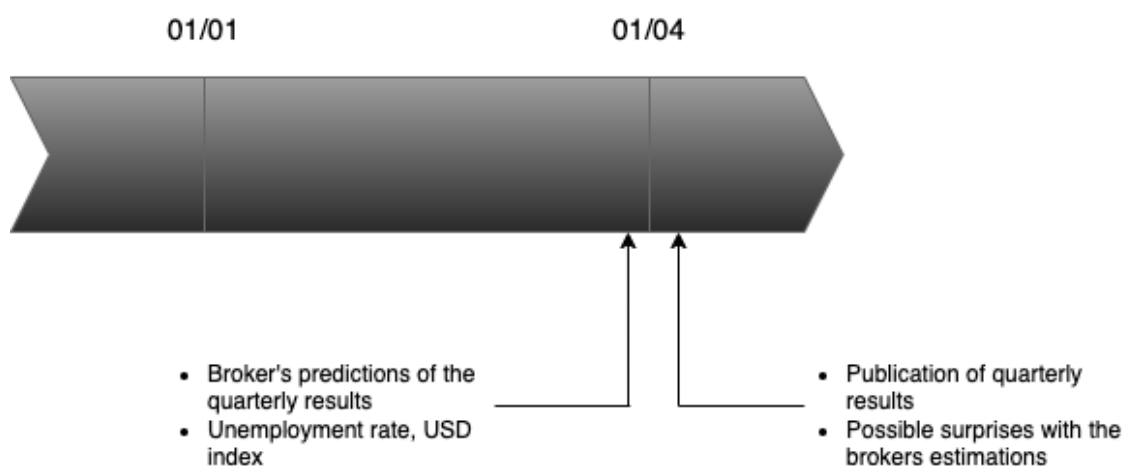 01/01
01/04
• Broker's predictions of the
quarterly results
• Unemployment rate, USD
index
• Publication of quarterly
results
• Possible surprises with the
brokers estimations